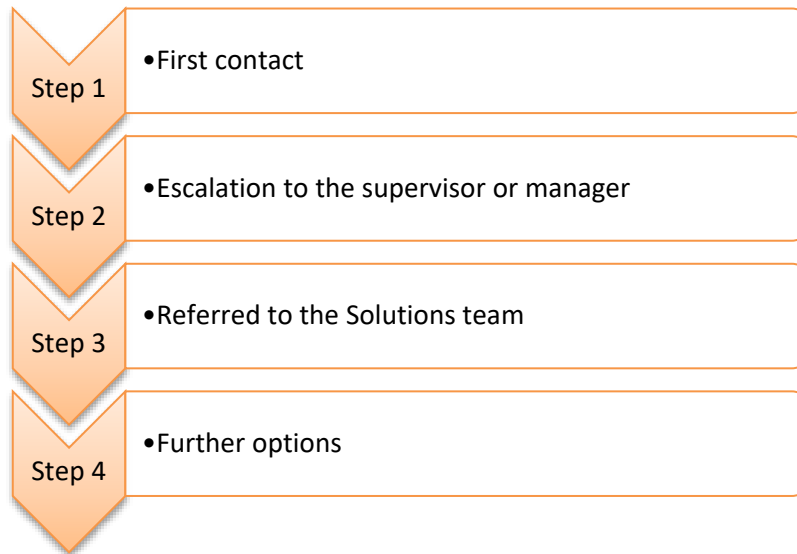 Step 1
•First contact
Step 2
•Escalation to the supervisor or manager
Step 3
•Referred to the Solutions team
Step 4
•Further options